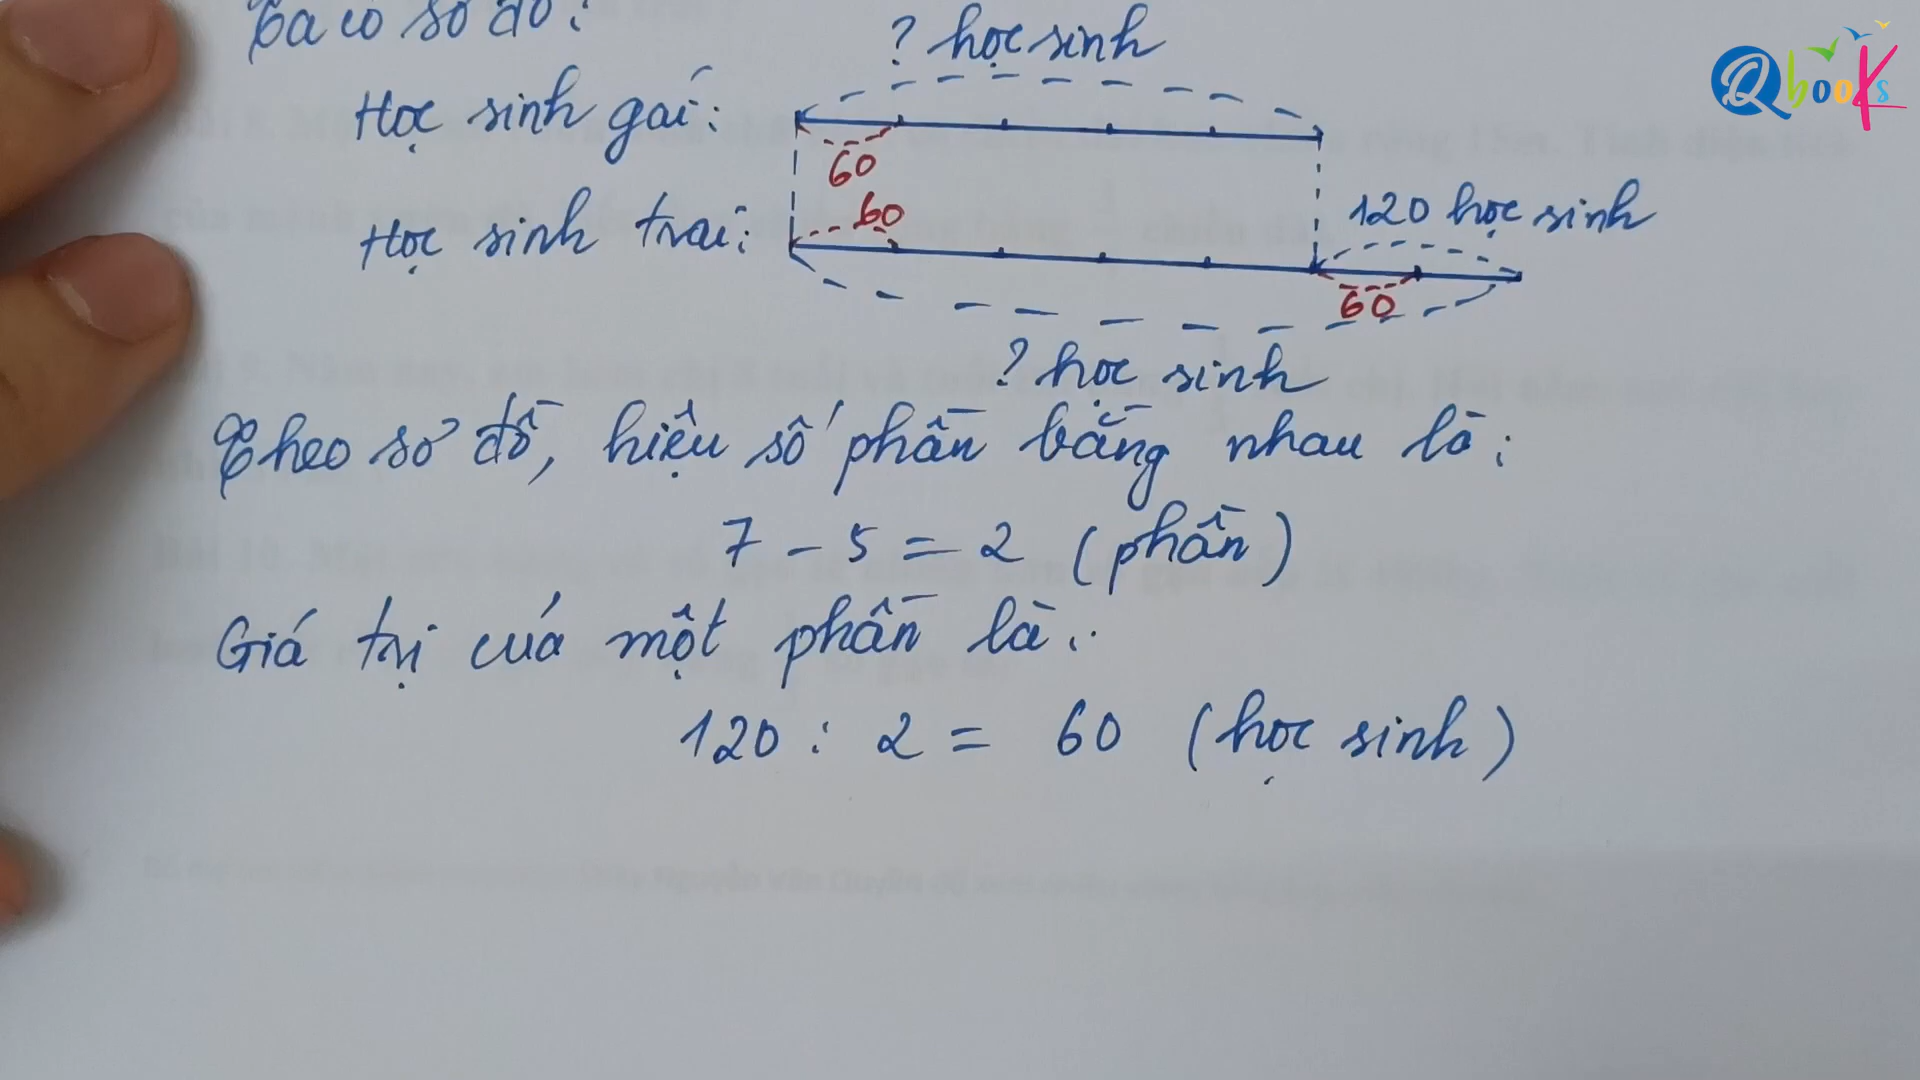 Ta có sơ đồ:
? học sinh
Qbooks
Học sinh gái:
60
60
Học sinh trai:
120 học sinh
60
? học sinh
Theo sơ đồ, hiệu số phần bằng nhau là:
7 - 5 = 2 (phần)
Giá trị của một phần là:
120 : 2 = 60 (học sinh)